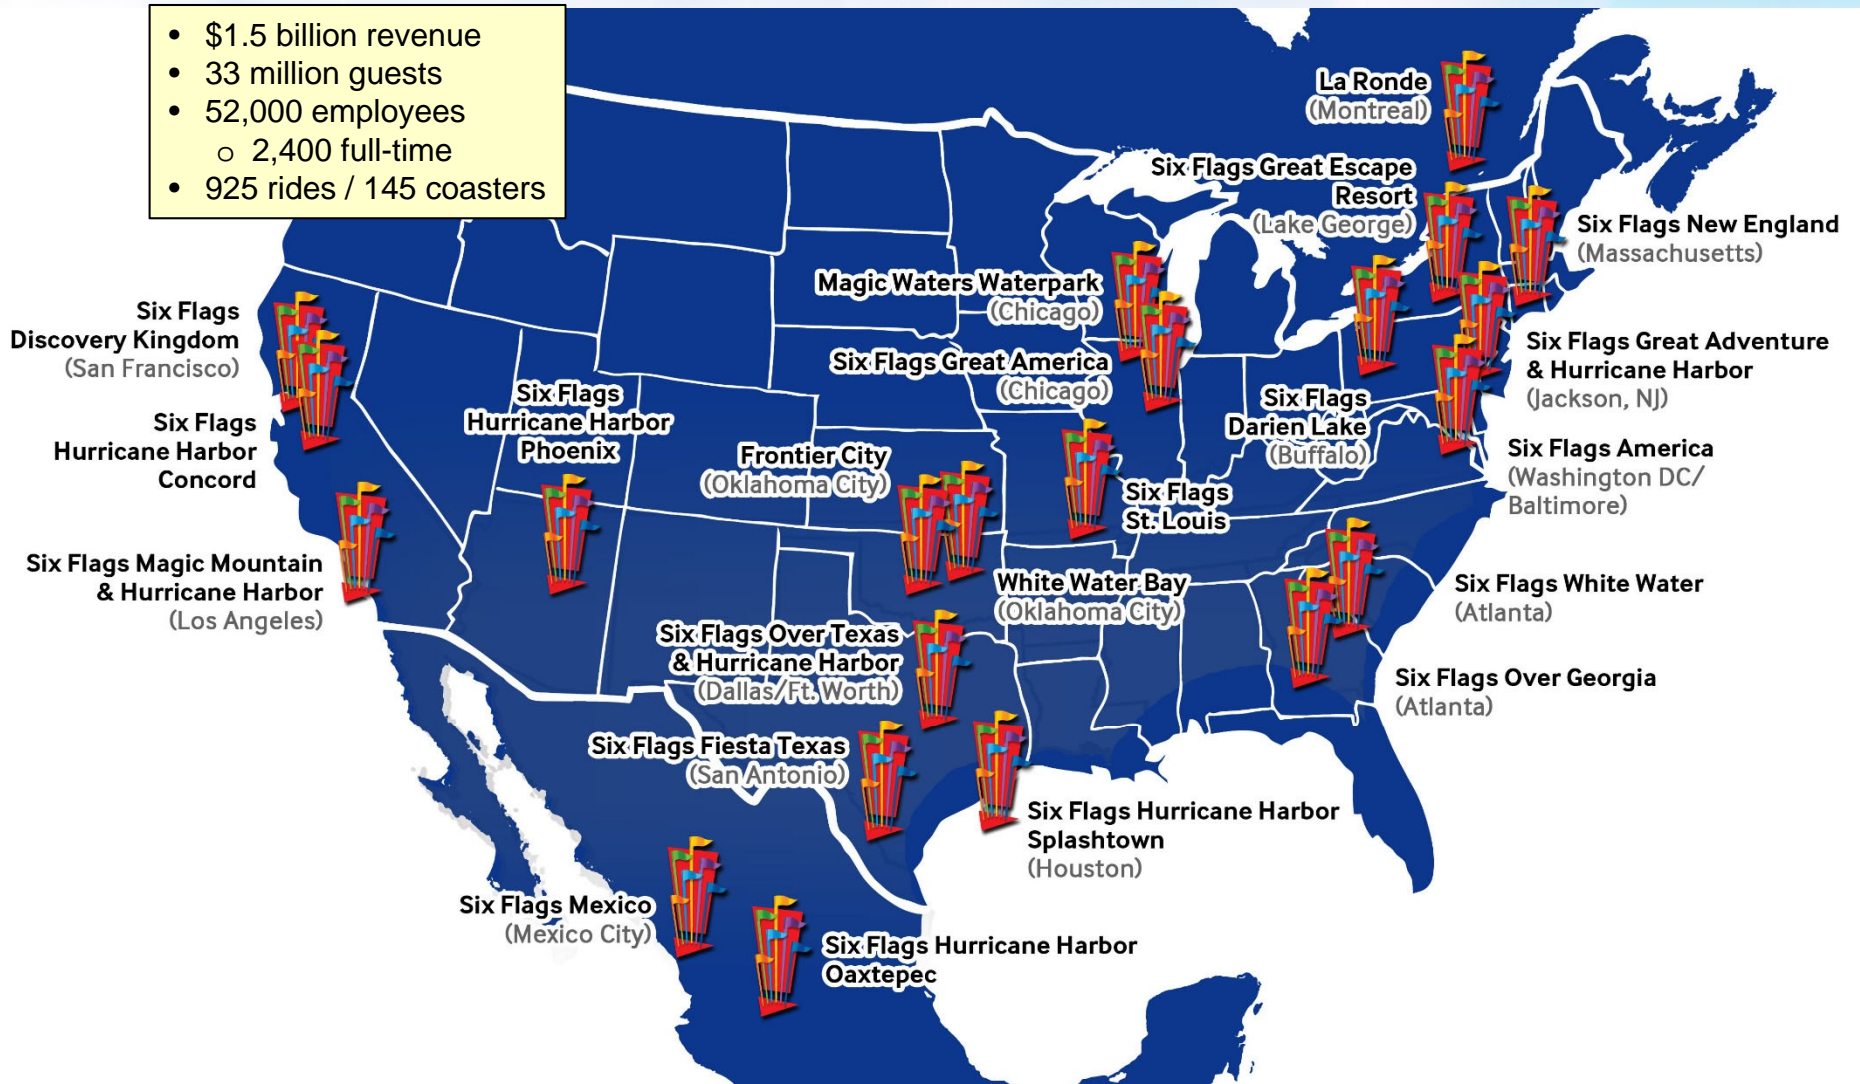 • $1.5 billion revenue
• 33 million guests
• 52,000 employees
o 2,400 full-time
• 925 rides / 145 coasters
La Ronde
(Montreal)
Six Flags Great Escape
Resort
(Lake George)
Six Flags New England
(Massachusetts)
Magic Waters Waterpark
(Chicago)
Six Flags Great America
(Chicago)
Six Flags
Discovery Kingdom
(San Francisco)
Six Flags
Hurricane Harbor
Concord
Six Flags
Hurricane Harbor
Phoenix
Frontier City
(Oklahoma City)
Six Flags
Darien Lake
(Buffalo)
Six Flags Great Adventure
& Hurricane Harbor
(Jackson, NJ)
Six Flags America
(Washington DC/
Baltimore)
Six Flags
St. Louis
Six Flags Magic Mountain
& Hurricane Harbor
(Los Angeles)
White Water Bay
(Oklahoma City)
Six Flags White Water
(Atlanta)
Six Flags Over Texas
& Hurricane Harbor
(Dallas/Ft. Worth)
Six Flags Over Georgia
(Atlanta)
Six Flags Fiesta Texas
(San Antonio)
Six Flags Hurricane Harbor
Splashtown
(Houston)
Six Flags Mexico
(Mexico City)
Six Flags Hurricane Harbor
Oaxtepec